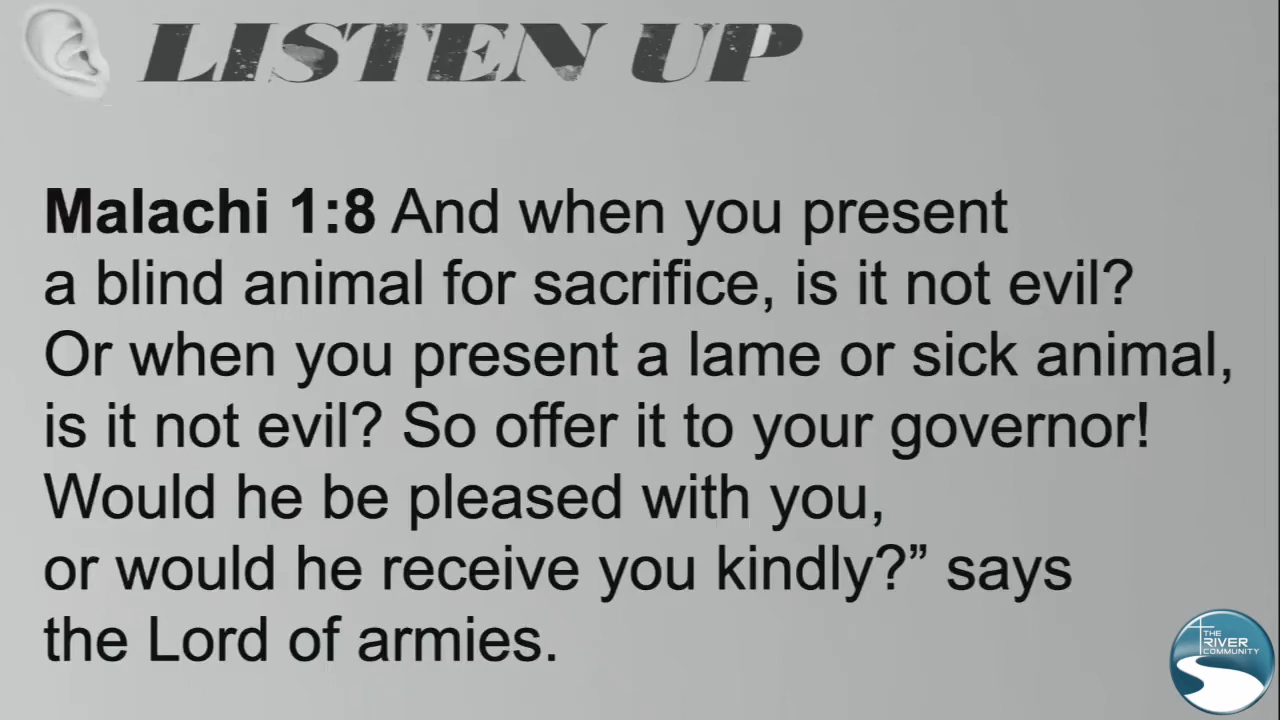 LISTEN UP
Malachi 1:8 And when you present
a blind animal for sacrifice, is it not evil?
Or when you present a lame or sick animal,
is it not evil? So offer it to your governor!
Would he be pleased with you,
or would he receive you kindly?” says
the Lord of armies.
THE
RIVER
COMMUNITY